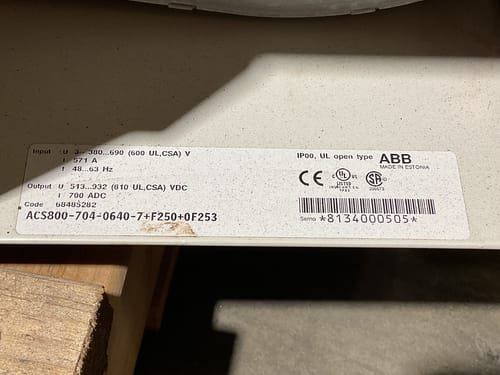 Input U 3~ 380...690 (600 UL,CSA) V
I 571 A
f 48...63 Hz
Output U 513...932 (810 UL,CSA) VDC
I 700 ADC
Code 68485282
ACS800-704-0640-7+F250+0F253
IP00, UL open type ABB
MADE IN ESTONIA
CE UL SA
LISTED
Serno *8134000505*